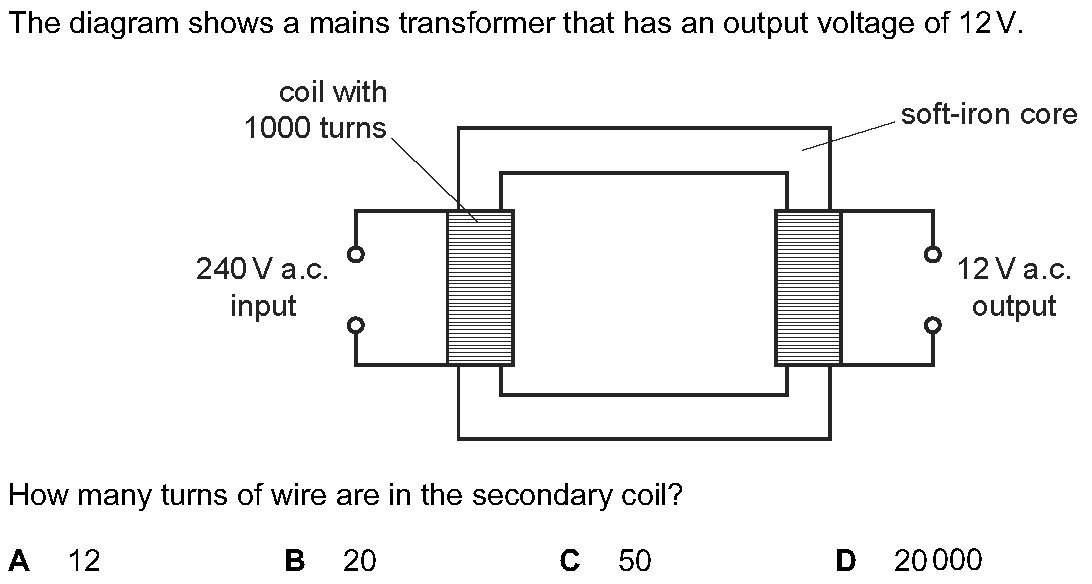 The diagram shows a mains transformer that has an output voltage of 12 V.
coil with
1000 turns
soft-iron core
240 V a.c.
input
12 V a.c.
output
How many turns of wire are in the secondary coil?
A 12 B 20 C 50 D 20 000